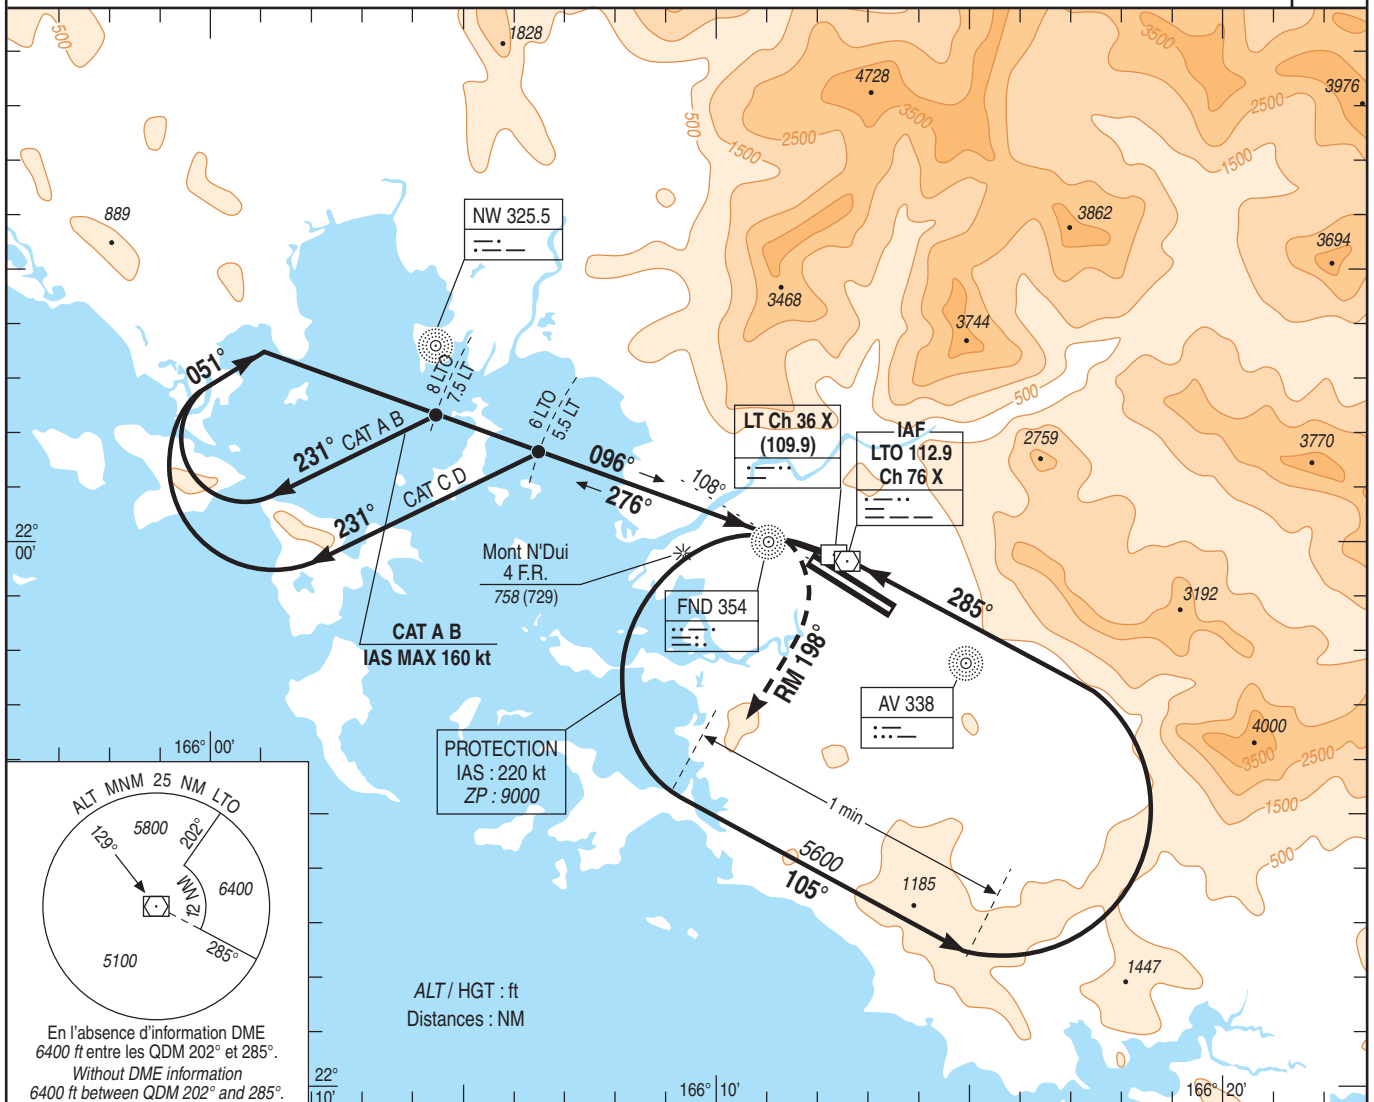 500
1828
4728
3500
2500
1500
500
3500
2500
1500
3976
889
NW 325.5
3862
3694
3468
3744
500
051°
8 LTO
7.5 LT
6 LTO
5.5 LT
231° CAT A B
231° CAT C D
096°
276°
108°
LT Ch 36 X
(109.9)
IAF
LTO 112.9
Ch 76 X
2759
3770
22°
00'
Mont N'Dui
4 F.R.
758 (729)
FND 354
285°
3192
CAT A B
IAS MAX 160 kt
RM 198°
AV 338
4000
3500
2500
1500
500
166° 00'
PROTECTION
IAS : 220 kt
ZP : 9000
1 min
5600
105°
1185
1447
ALT MNM 25 NM LTO
129°
5800
202°
12 NM
6400
285°
5100
ALT / HGT : ft
Distances : NM
En l'absence d'information DME
6400 ft entre les QDM 202° et 285°.
Without DME information
6400 ft between QDM 202° and 285°.
22°
10'
166° 10'
166° 20'